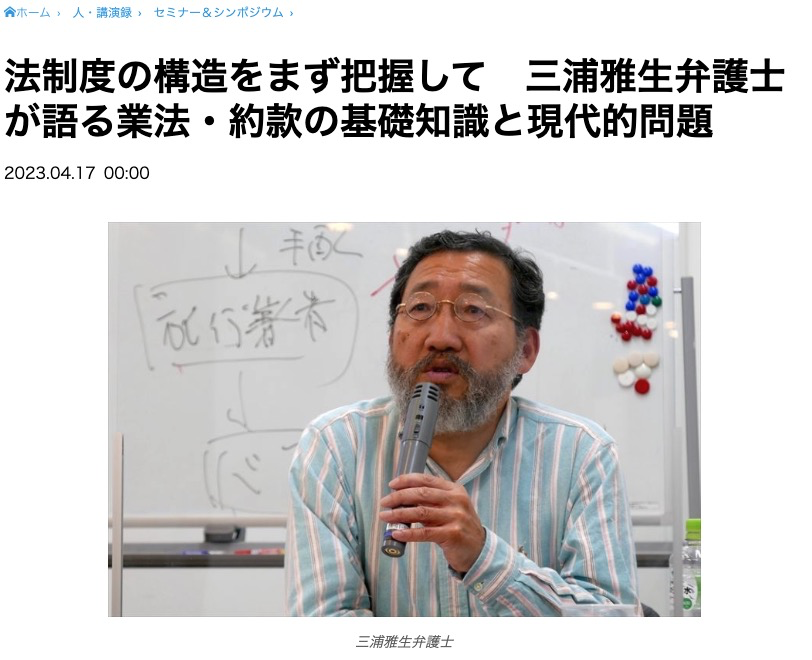 ホーム › 人・講演録 › セミナー＆シンポジウム ›
法制度の構造をまず把握して　三浦雅生弁護士
が語る業法・約款の基礎知識と現代的問題
2023.04.17 00:00
手配
旅行業者
三浦雅生弁護士